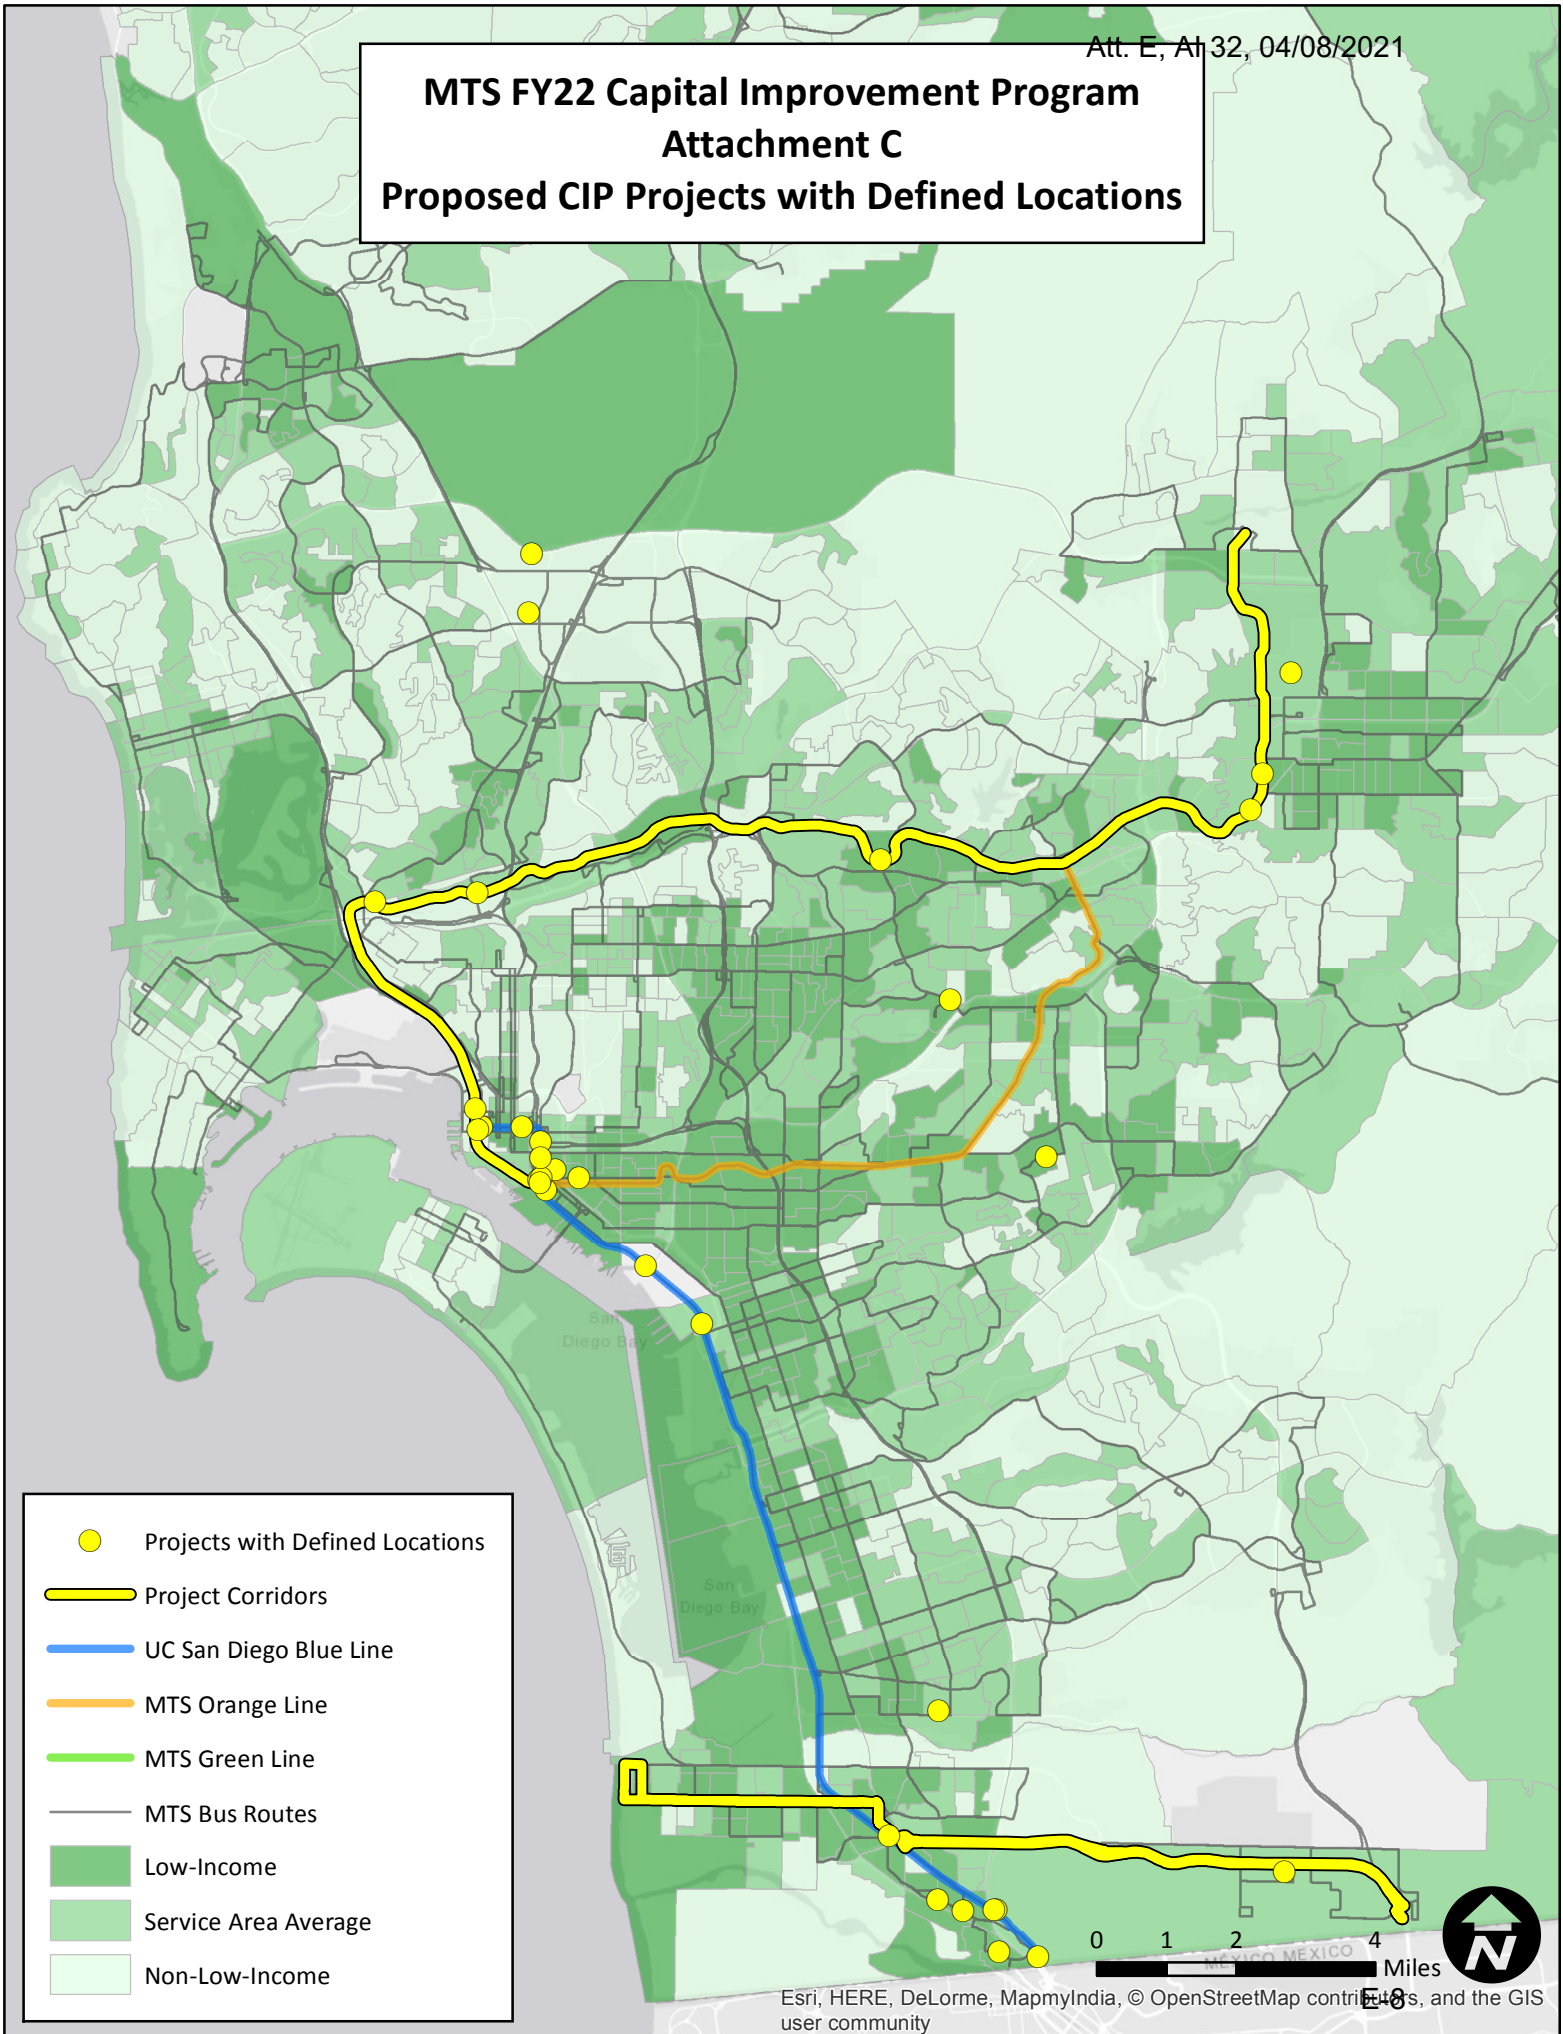 Att. E, AI 32, 04/08/2021
MTS FY22 Capital Improvement Program
Attachment C
Proposed CIP Projects with Defined Locations
San
Diego Bay
San
Diego Bay
Projects with Defined Locations
Project Corridors
UC San Diego Blue Line
MTS Orange Line
MTS Green Line
MTS Bus Routes
Low-Income
Service Area Average
Non-Low-Income
0 1 2 4
Miles
MÉXICO MEXICO
N
E-8
Esri, HERE, DeLorme, MapmyIndia, © OpenStreetMap contributors, and the GIS
user community